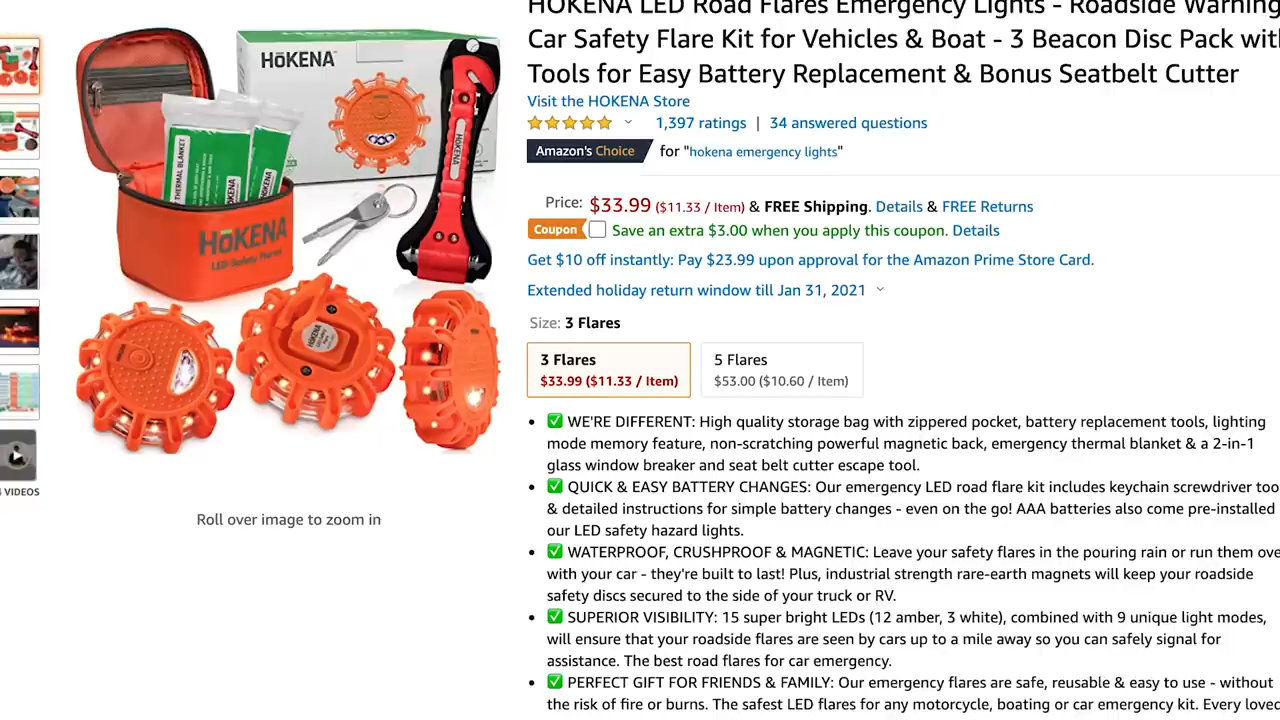 HOKENA LED Road Flares Emergency Lights - Roadside Warning
Car Safety Flare Kit for Vehicles & Boat - 3 Beacon Disc Pack with
Tools for Easy Battery Replacement & Bonus Seatbelt Cutter
Visit the HOKENA Store
1,397 ratings | 34 answered questions
Amazon's Choice for "hokena emergency lights"
Price: $33.99 ($11.33 / Item) & FREE Shipping. Details & FREE Returns
Coupon Save an extra $3.00 when you apply this coupon. Details
Get $10 off instantly: Pay $23.99 upon approval for the Amazon Prime Store Card.
Extended holiday return window till Jan 31, 2021
Size: 3 Flares
3 Flares
$33.99 ($11.33 / Item)
5 Flares
$53.00 ($10.60 / Item)
• ✅ WE'RE DIFFERENT: High quality storage bag with zippered pocket, battery replacement tools, lighting
mode memory feature, non-scratching powerful magnetic back, emergency thermal blanket & a 2-in-1
glass window breaker and seat belt cutter escape tool.
• ✅ QUICK & EASY BATTERY CHANGES: Our emergency LED road flare kit includes keychain screwdriver too
& detailed instructions for simple battery changes - even on the go! AAA batteries also come pre-installed
our LED safety hazard lights.
• ✅ WATERPROOF, CRUSHPROOF & MAGNETIC: Leave your safety flares in the pouring rain or run them ove
with your car - they're built to last! Plus, industrial strength rare-earth magnets will keep your roadside
safety discs secured to the side of your truck or RV.
• ✅ SUPERIOR VISIBILITY: 15 super bright LEDs (12 amber, 3 white), combined with 9 unique light modes,
will ensure that your roadside flares are seen by cars up to a mile away so you can safely signal for
assistance. The best road flares for car emergency.
• ✅ PERFECT GIFT FOR FRIENDS & FAMILY: Our emergency flares are safe, reusable & easy to use - without
the risk of fire or burns. The safest LED flares for any motorcycle, boating or car emergency kit. Every loved
HōKENA
THERMAL BLANKET
HōKENA
HōKENA
HōKENA
HōKENA
LED Safety Flares
HōKENA
VIDEOS
Roll over image to zoom in